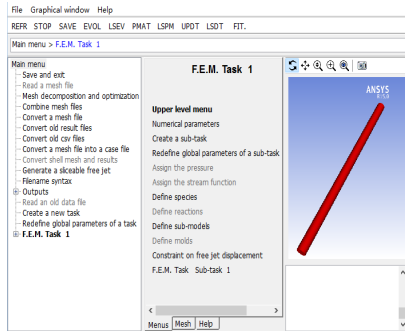 File Graphical window Help
REFR STOP SAVE EVOL LSEV PMAT LSPM UPDT LSDT FIT.
Main menu > F.E.M. Task 1
Main menu
Save and exit
Read a mesh file
Mesh decomposition and optimization
Combine mesh files
Convert a mesh file
Convert old result files
Convert old csv files
Convert a mesh file into a case file
Convert shell mesh and results
Generate a sliceable free jet
Filename syntax
Outputs
Read an old data file
Create a new task
Redefine global parameters of a task
F.E.M. Task 1
F.E.M. Task 1
Upper level menu
Numerical parameters
Create a sub-task
Redefine global parameters of a sub-task
Assign the pressure
Assign the stream function
Define species
Define reactions
Define sub-models
Define molds
Constraint on free jet displacement
F.E.M. Task Sub-task 1
Menus Mesh Help
ANSYS